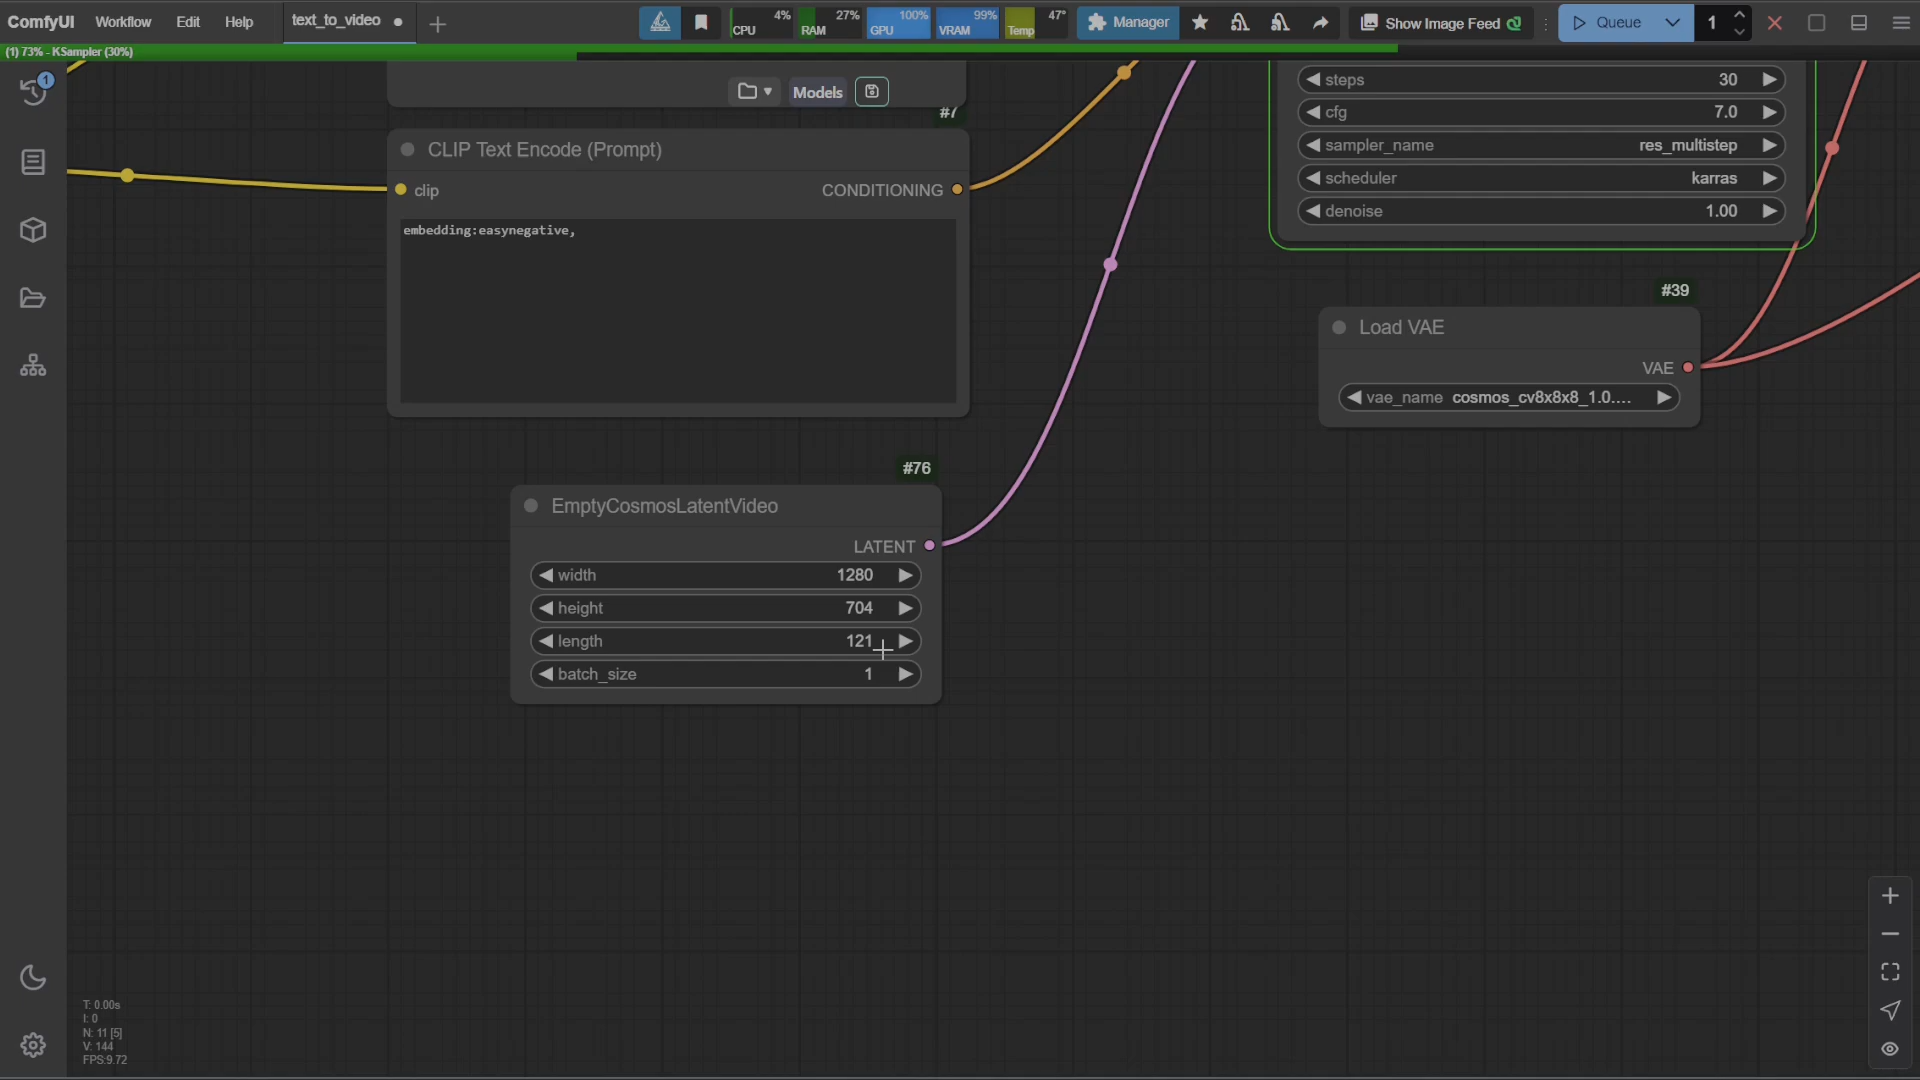 ComfyUI Workflow Edit Help text_to_video CPU 4% RAM 27% GPU 100% VRAM 99% Temp 47° Manager Show Image Feed Queue 1
(1) 73% - KSampler (30%)
1
Models
#7
CLIP Text Encode (Prompt)
clip CONDITIONING
embedding:easynegative,
steps 30
cfg 7.0
sampler_name res_multistep
scheduler karras
denoise 1.00
#39
Load VAE
VAE
vae_name cosmos_cv8x8x8_1.0....
#76
EmptyCosmosLatentVideo
LATENT
width 1280
height 704
length 121
batch_size 1
T: 0.00s
I: 0
N: 11 [5]
V: 144
FPS:9.72